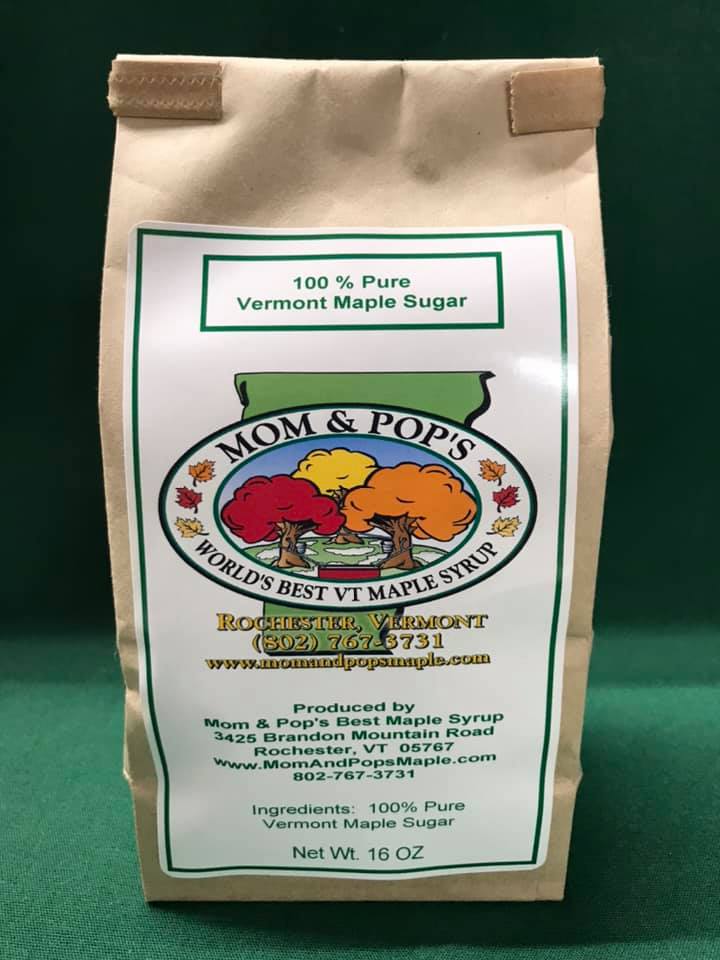 100 % Pure
Vermont Maple Sugar
MOM & POP'S
WORLD'S BEST VT MAPLE SYRUP
ROCHESTER, VERMONT
(802) 767-3731
www.momandpopsmaple.com
Produced by
Mom & Pop's Best Maple Syrup
3425 Brandon Mountain Road
Rochester, VT 05767
www.MomAndPopsMaple.com
802-767-3731
Ingredients: 100% Pure
Vermont Maple Sugar
Net Wt. 16 OZ